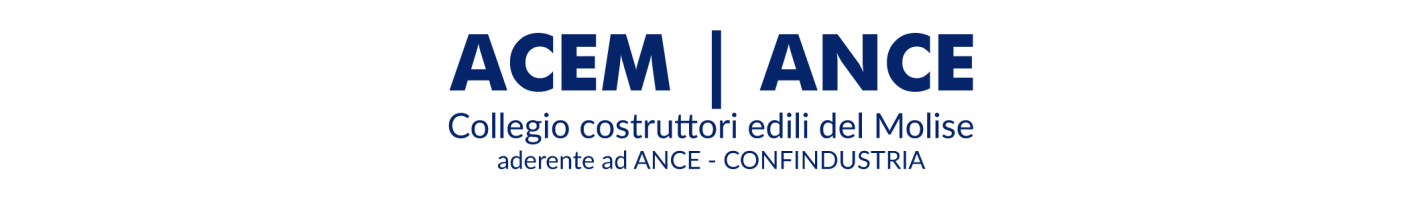 ACEM | ANCE
Collegio costruttori edili del Molise
aderente ad ANCE - CONFINDUSTRIA